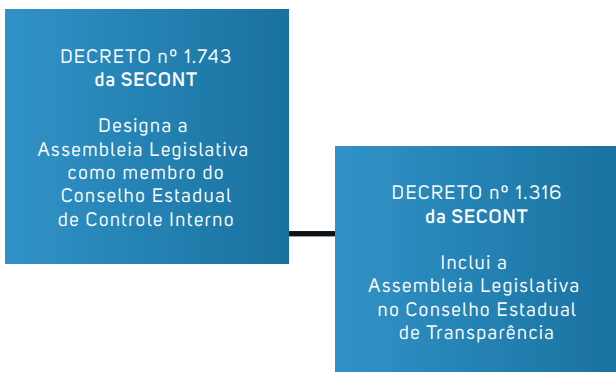 DECRETO nº 1.743
da SECONT
Designa a
Assembleia Legislativa
como membro do
Conselho Estadual
de Controle Interno
DECRETO nº 1.316
da SECONT
Inclui a
Assembleia Legislativa
no Conselho Estadual
de Transparência